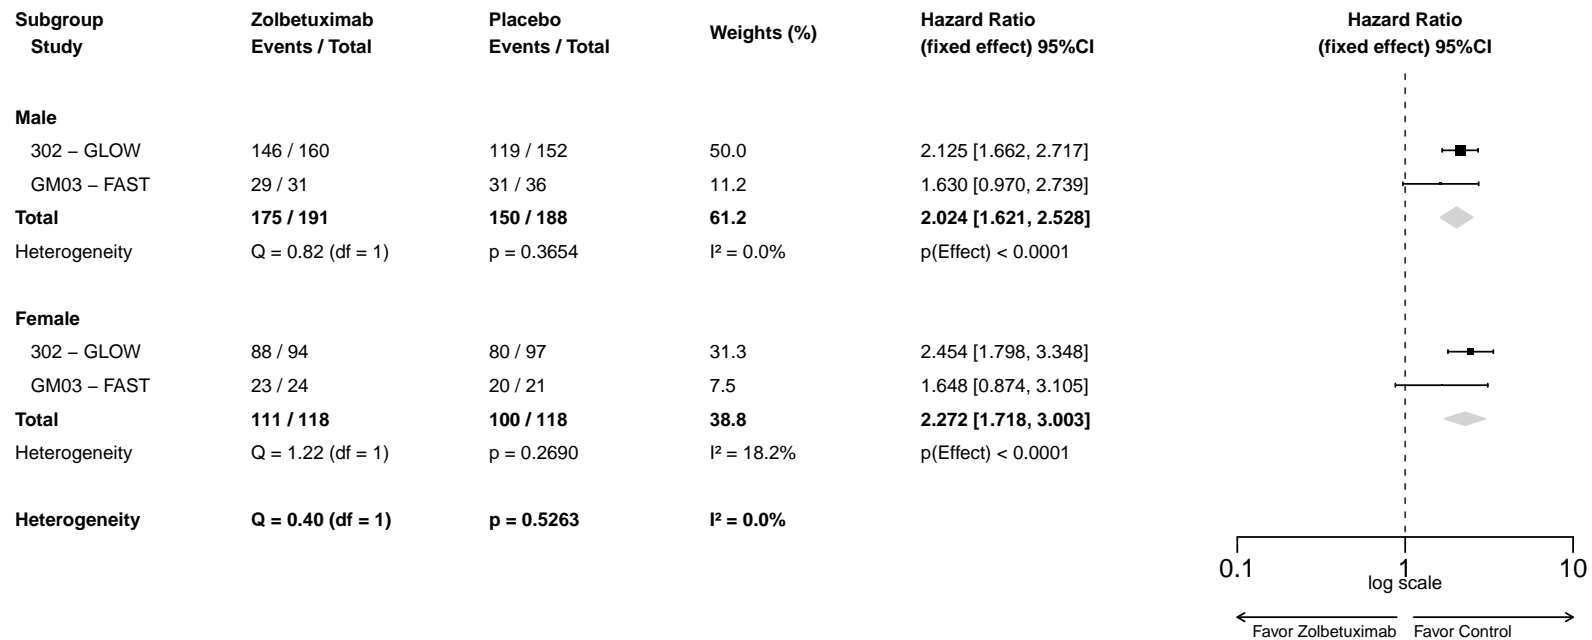 Subgroup Zolbetuximab Placebo Weights (%) Hazard Ratio Hazard Ratio
Study Events / Total Events / Total (fixed effect) 95%CI (fixed effect) 95%CI
Male
302 – GLOW 146 / 160 119 / 152 50.0 2.125 [1.662, 2.717]
GM03 – FAST 29 / 31 31 / 36 11.2 1.630 [0.970, 2.739]
Total 175 / 191 150 / 188 61.2 2.024 [1.621, 2.528]
Heterogeneity Q = 0.82 (df = 1) p = 0.3654 I² = 0.0% p(Effect) < 0.0001
Female
302 – GLOW 88 / 94 80 / 97 31.3 2.454 [1.798, 3.348]
GM03 – FAST 23 / 24 20 / 21 7.5 1.648 [0.874, 3.105]
Total 111 / 118 100 / 118 38.8 2.272 [1.718, 3.003]
Heterogeneity Q = 1.22 (df = 1) p = 0.2690 I² = 18.2% p(Effect) < 0.0001
Heterogeneity Q = 0.40 (df = 1) p = 0.5263 I² = 0.0%
0.1 1 10
log scale
Favor Zolbetuximab Favor Control